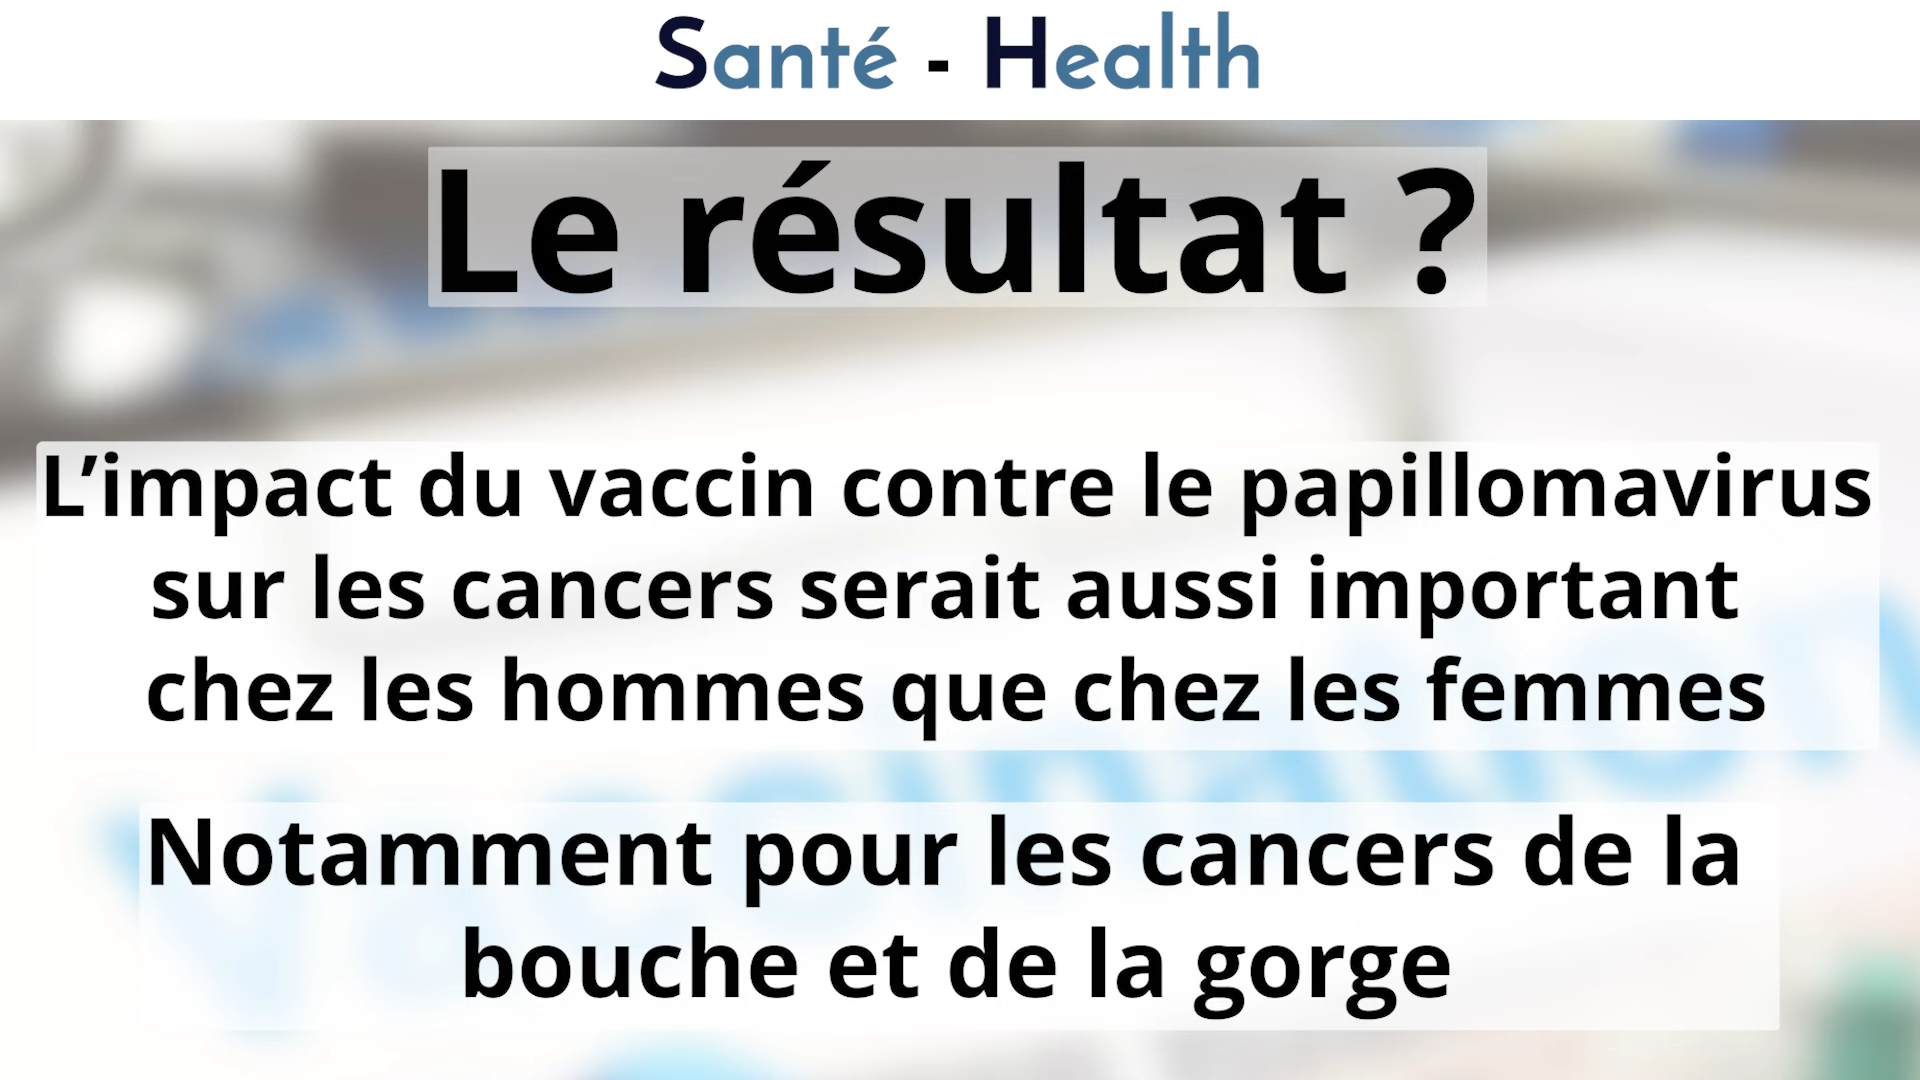 Santé - Health
Le résultat ?
L’impact du vaccin contre le papillomavirus
sur les cancers serait aussi important
chez les hommes que chez les femmes
Vaccination
Notamment pour les cancers de la
bouche et de la gorge